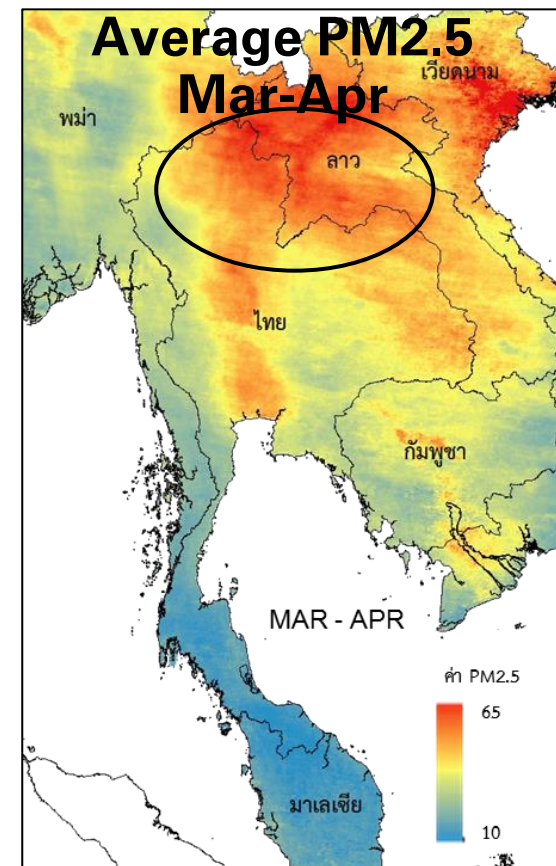 Average PM2.5
Mar-Apr
เวียดนาม
พม่า
ลาว
ไทย
กัมพูชา
MAR - APR
ค่า PM2.5
65
10
มาเลเซีย